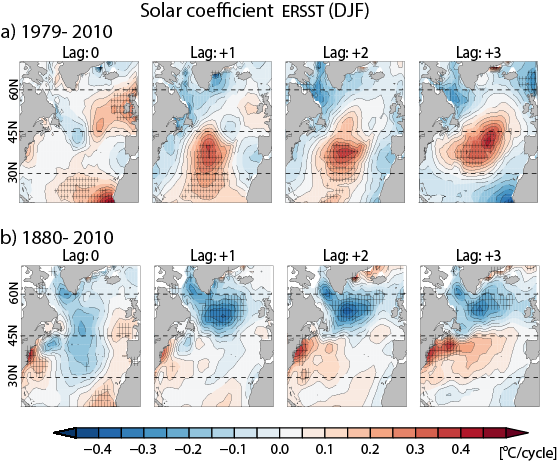 Solar coefficient ERSST (DJF)
a) 1979- 2010
Lag: 0 Lag: +1 Lag: +2 Lag: +3
60N
45N
30N
b) 1880- 2010
Lag: 0 Lag: +1 Lag: +2 Lag: +3
60N
45N
30N
−0.4 −0.3 −0.2 −0.1 0.0 0.1 0.2 0.3 0.4 [°C/cycle]